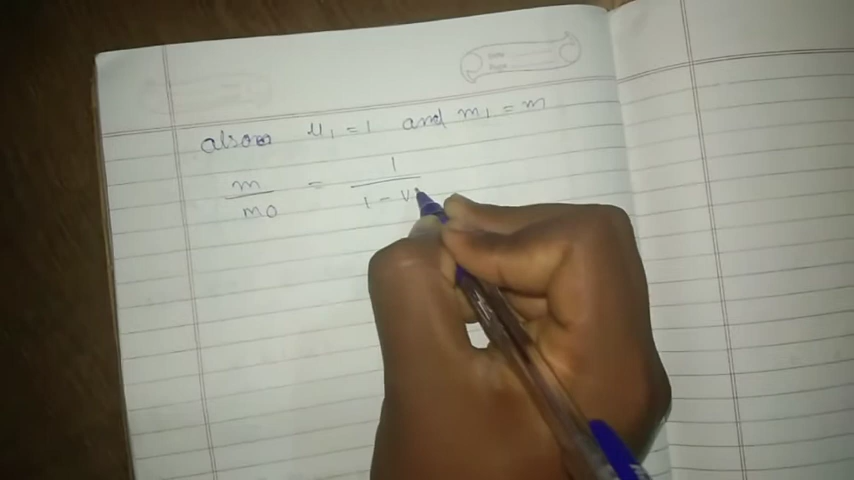 also u₁ = 1 and m₁ = m
m/m0 = 1/1 - v